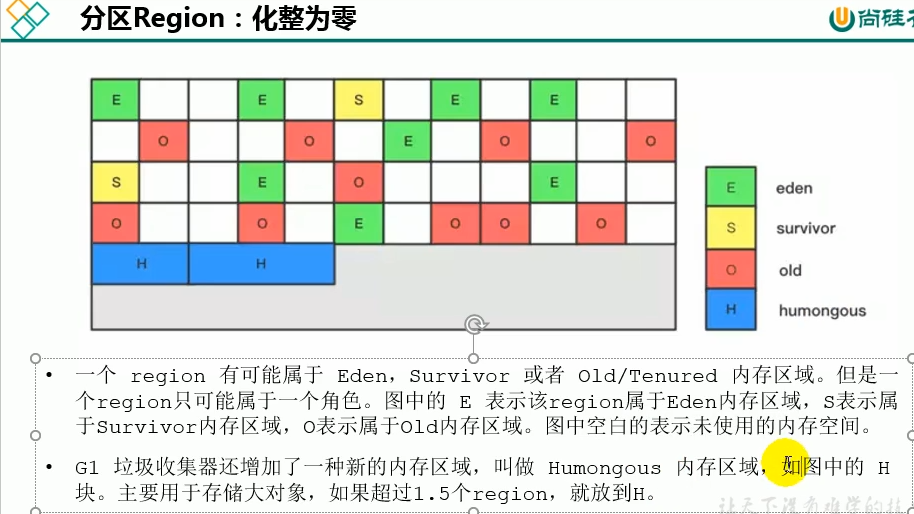 分区Region：化整为零
尚硅谷
E E S E E
O O E O O
S E O E
O O E O O O
H H
E eden
S survivor
O old
H humongous
• 一个 region 有可能属于 Eden，Survivor 或者 Old/Tenured 内存区域。但是一
个region只可能属于一个角色。图中的 E 表示该region属于Eden内存区域，S表示属
于Survivor内存区域，O表示属于Old内存区域。图中空白的表示未使用的内存空间。
• G1 垃圾收集器还增加了一种新的内存区域，叫做 Humongous 内存区域，如图中的 H
块。主要用于存储大对象，如果超过1.5个region，就放到H。
让天下没有难学的技